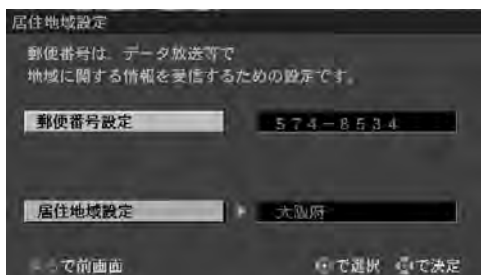 居住地域設定
郵便番号は、データ放送等で
地域に関する情報を受信するための設定です。
郵便番号設定 574-8534
居住地域設定 大阪府
で前画面 で選択 で決定